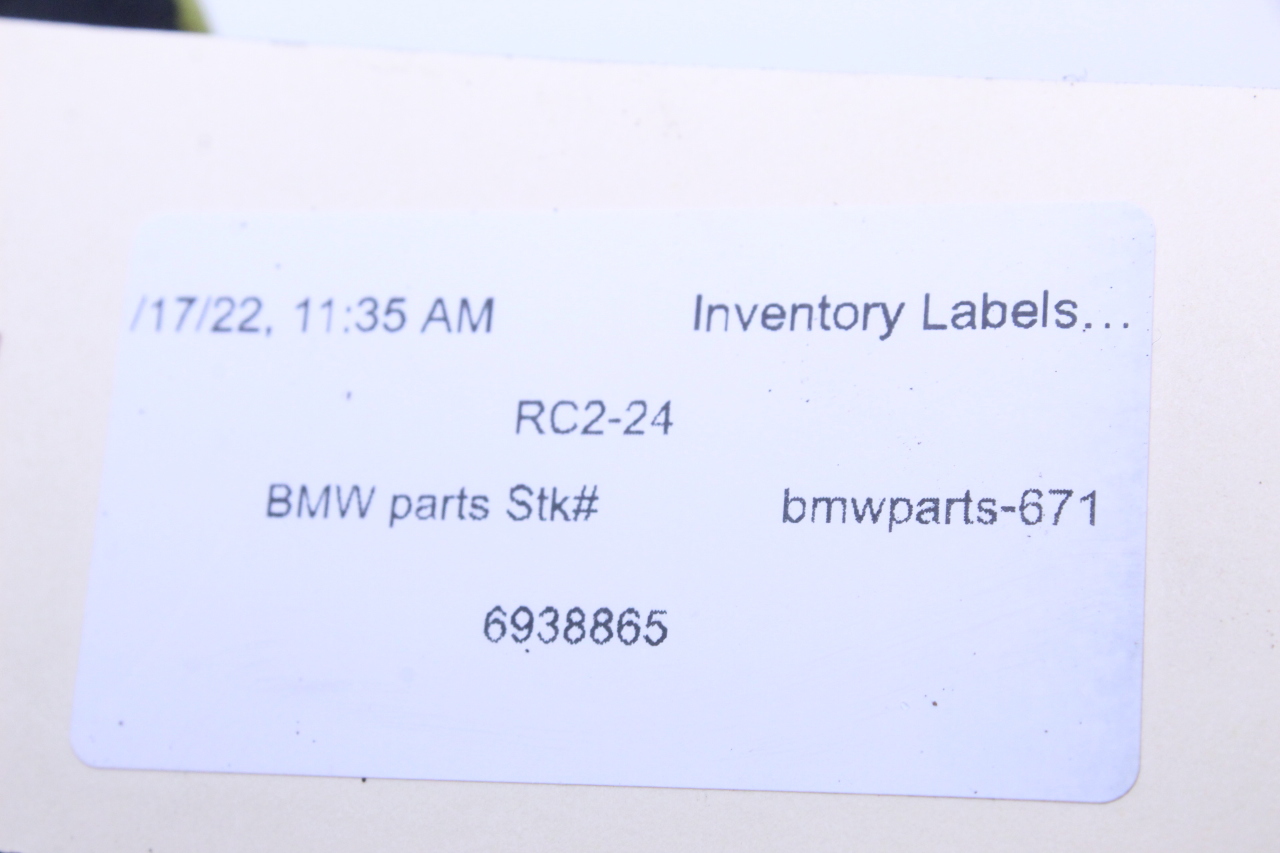 /17/22, 11:35 AM Inventory Labels...
RC2-24
BMW parts Stk# bmwparts-671
6938865